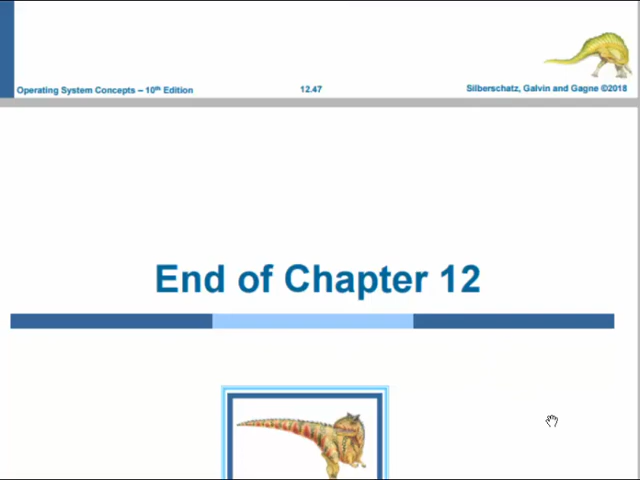 Operating System Concepts – 10th Edition 12.47 Silberschatz, Galvin and Gagne ©2018
End of Chapter 12